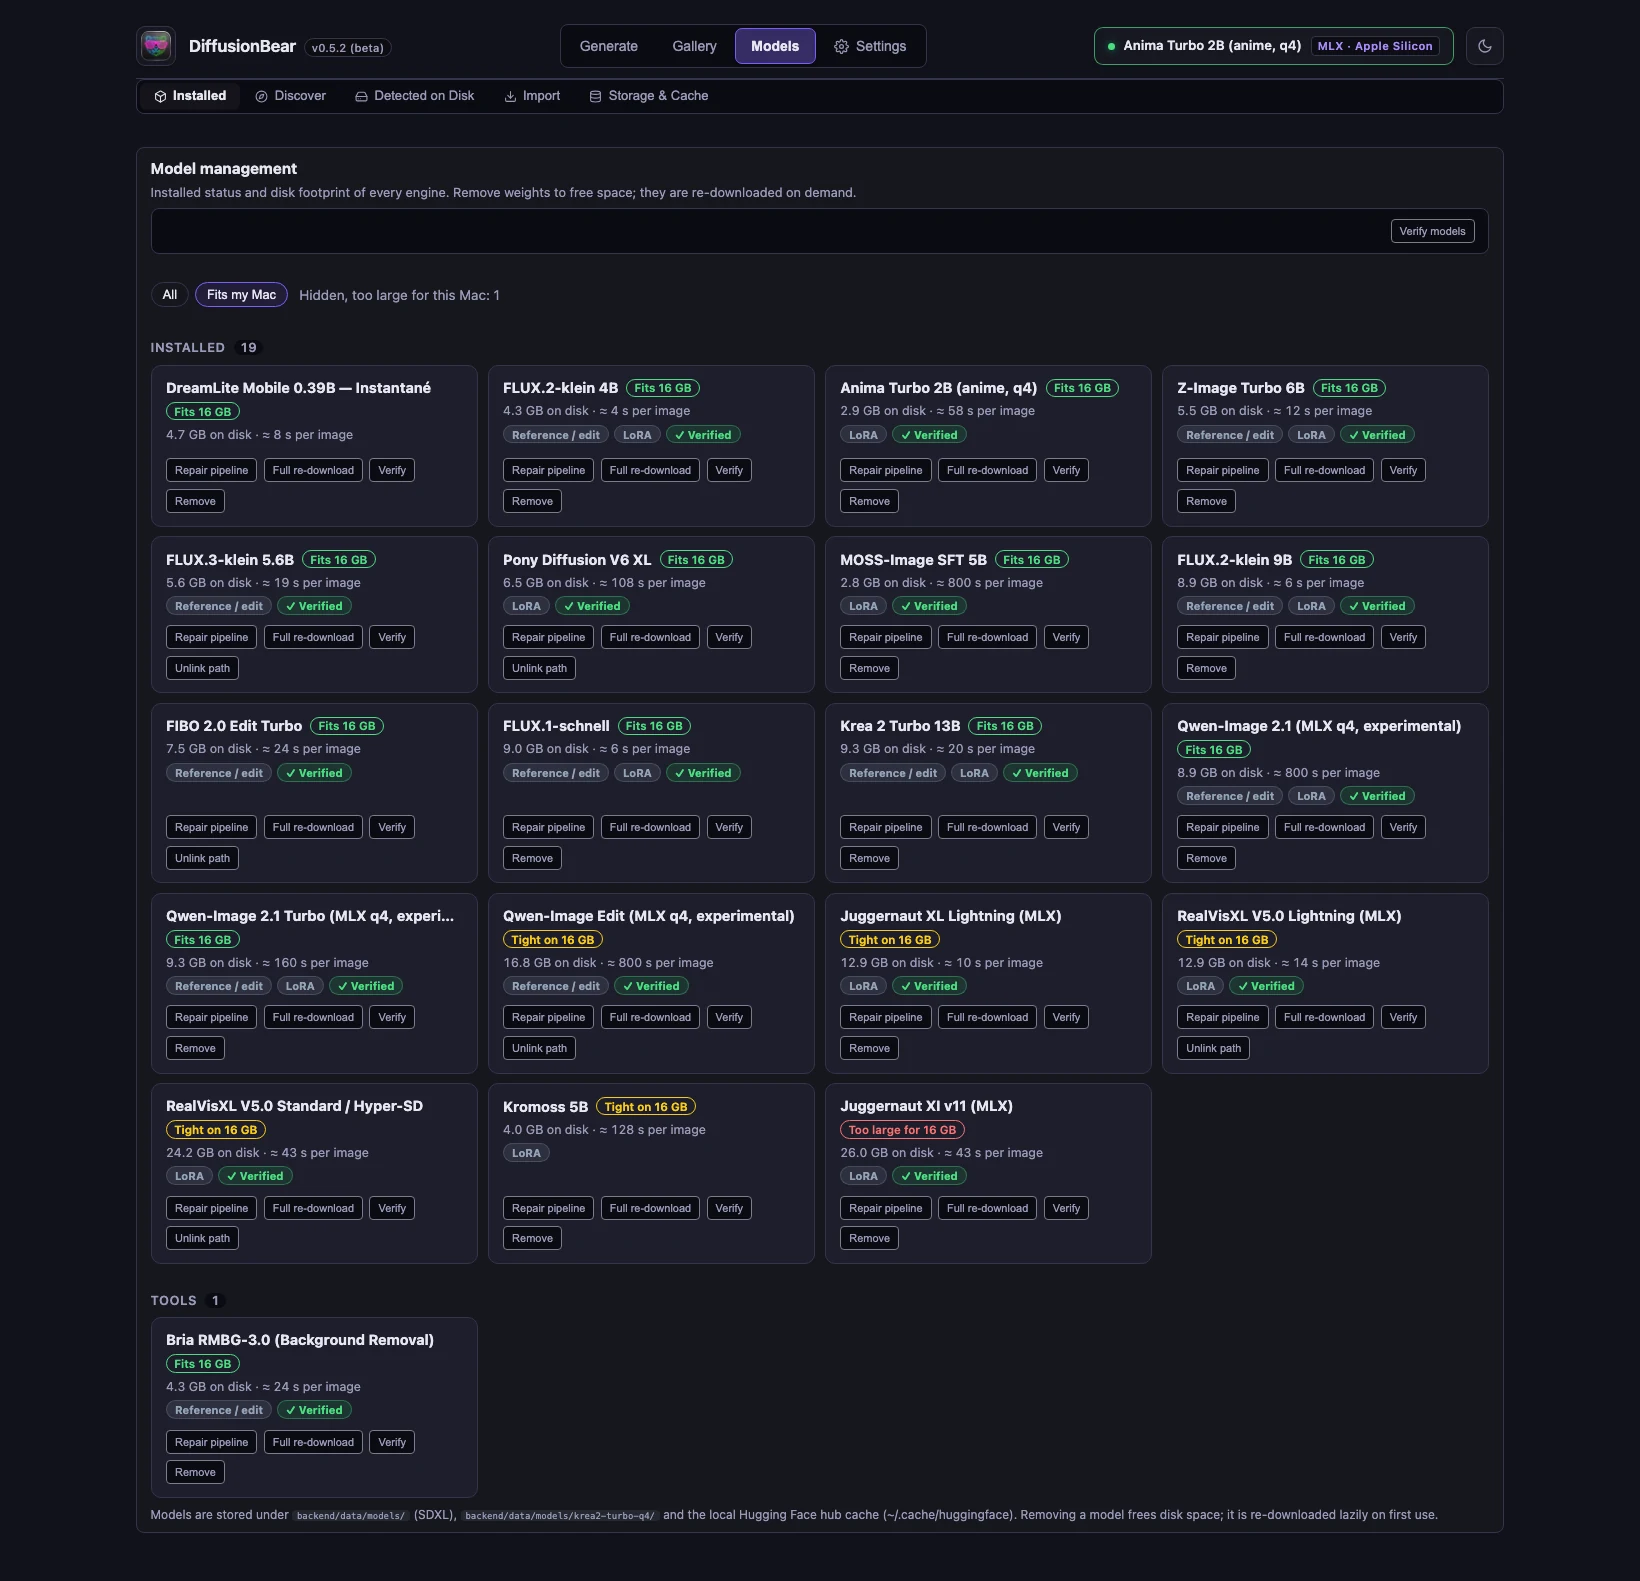 DiffusionBear v0.5.2 (beta)
Generate Gallery Models Settings
Anima Turbo 2B (anime, q4) MLX · Apple Silicon
Installed Discover Detected on Disk Import Storage & Cache
Model management
Installed status and disk footprint of every engine. Remove weights to free space; they are re-downloaded on demand.
Verify models
All Fits my Mac Hidden, too large for this Mac: 1
INSTALLED 19
DreamLite Mobile 0.39B — Instantané
Fits 16 GB
4.7 GB on disk · ≈ 8 s per image
Repair pipeline Full re-download Verify
Remove
FLUX.2-klein 4B Fits 16 GB
4.3 GB on disk · ≈ 4 s per image
Reference / edit LoRA ✓ Verified
Repair pipeline Full re-download Verify
Remove
Anima Turbo 2B (anime, q4) Fits 16 GB
2.9 GB on disk · ≈ 58 s per image
LoRA ✓ Verified
Repair pipeline Full re-download Verify
Remove
Z-Image Turbo 6B Fits 16 GB
5.5 GB on disk · ≈ 12 s per image
Reference / edit LoRA ✓ Verified
Repair pipeline Full re-download Verify
Remove
FLUX.3-klein 5.6B Fits 16 GB
5.6 GB on disk · ≈ 19 s per image
Reference / edit ✓ Verified
Repair pipeline Full re-download Verify
Unlink path
Pony Diffusion V6 XL Fits 16 GB
6.5 GB on disk · ≈ 108 s per image
LoRA ✓ Verified
Repair pipeline Full re-download Verify
Unlink path
MOSS-Image SFT 5B Fits 16 GB
2.8 GB on disk · ≈ 800 s per image
LoRA ✓ Verified
Repair pipeline Full re-download Verify
Remove
FLUX.2-klein 9B Fits 16 GB
8.9 GB on disk · ≈ 6 s per image
Reference / edit LoRA ✓ Verified
Repair pipeline Full re-download Verify
Remove
FIBO 2.0 Edit Turbo Fits 16 GB
7.5 GB on disk · ≈ 24 s per image
Reference / edit ✓ Verified
Repair pipeline Full re-download Verify
Unlink path
FLUX.1-schnell Fits 16 GB
9.0 GB on disk · ≈ 6 s per image
Reference / edit LoRA ✓ Verified
Repair pipeline Full re-download Verify
Remove
Krea 2 Turbo 13B Fits 16 GB
9.3 GB on disk · ≈ 20 s per image
Reference / edit LoRA ✓ Verified
Repair pipeline Full re-download Verify
Remove
Qwen-Image 2.1 (MLX q4, experimental)
Fits 16 GB
8.9 GB on disk · ≈ 800 s per image
Reference / edit LoRA ✓ Verified
Repair pipeline Full re-download Verify
Remove
Qwen-Image 2.1 Turbo (MLX q4, experi...
Fits 16 GB
9.3 GB on disk · ≈ 160 s per image
Reference / edit LoRA ✓ Verified
Repair pipeline Full re-download Verify
Remove
Qwen-Image Edit (MLX q4, experimental)
Tight on 16 GB
16.8 GB on disk · ≈ 800 s per image
Reference / edit ✓ Verified
Repair pipeline Full re-download Verify
Unlink path
Juggernaut XL Lightning (MLX)
Tight on 16 GB
12.9 GB on disk · ≈ 10 s per image
LoRA ✓ Verified
Repair pipeline Full re-download Verify
Remove
RealVisXL V5.0 Lightning (MLX)
Tight on 16 GB
12.9 GB on disk · ≈ 14 s per image
LoRA ✓ Verified
Repair pipeline Full re-download Verify
Unlink path
RealVisXL V5.0 Standard / Hyper-SD
Tight on 16 GB
24.2 GB on disk · ≈ 43 s per image
LoRA ✓ Verified
Repair pipeline Full re-download Verify
Unlink path
Kromoss 5B Tight on 16 GB
4.0 GB on disk · ≈ 128 s per image
LoRA
Repair pipeline Full re-download Verify
Remove
Juggernaut XI v11 (MLX)
Too large for 16 GB
26.0 GB on disk · ≈ 43 s per image
LoRA ✓ Verified
Repair pipeline Full re-download Verify
Remove
TOOLS 1
Bria RMBG-3.0 (Background Removal)
Fits 16 GB
4.3 GB on disk · ≈ 24 s per image
Reference / edit ✓ Verified
Repair pipeline Full re-download Verify
Remove
Models are stored under backend/data/models/ (SDXL), backend/data/models/krea2-turbo-q4/ and the local Hugging Face hub cache (~/.cache/huggingface). Removing a model frees disk space; it is re-downloaded lazily on first use.